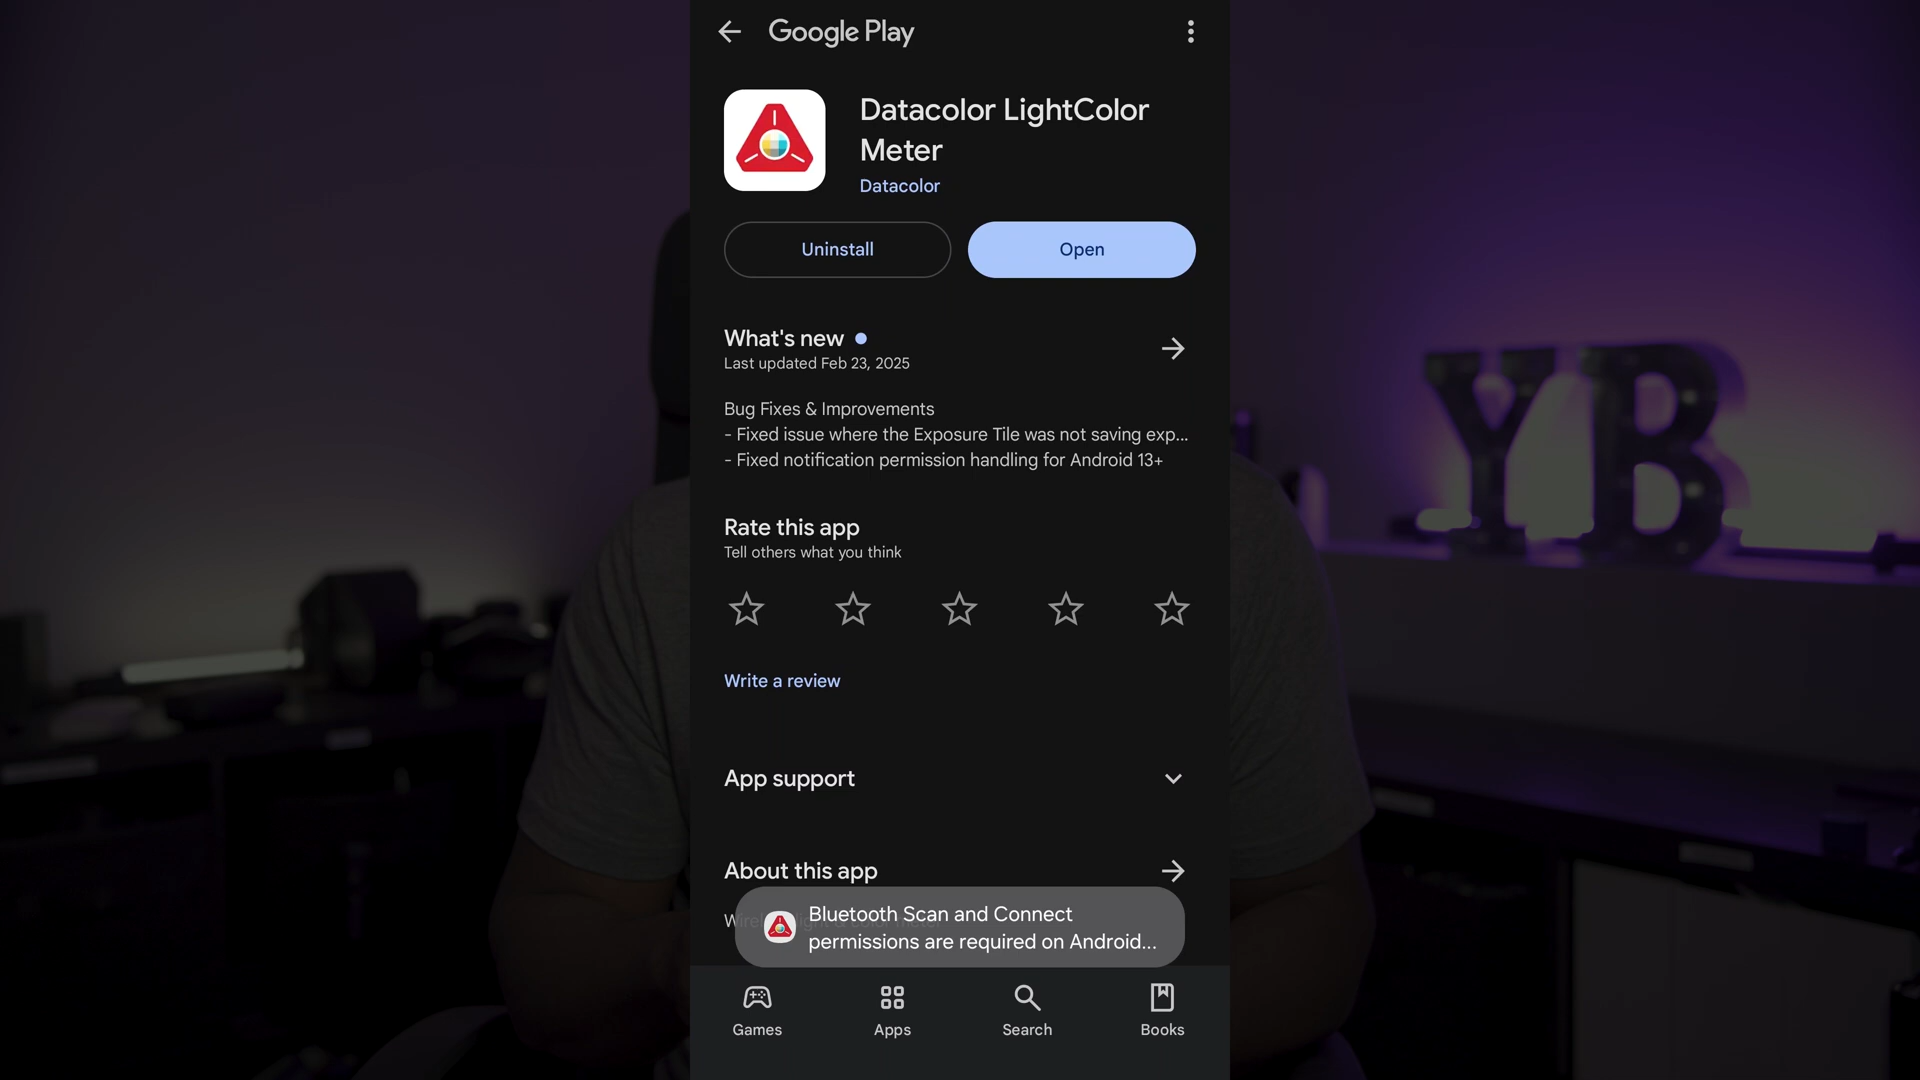 Google Play
Datacolor LightColor
Meter
Datacolor
Uninstall
Open
What's new
Last updated Feb 23, 2025
Bug Fixes & Improvements
- Fixed issue where the Exposure Tile was not saving exp...
- Fixed notification permission handling for Android 13+
Rate this app
Tell others what you think
Write a review
App support
About this app
Bluetooth Scan and Connect
permissions are required on Android...
Games
Apps
Search
Books
YB